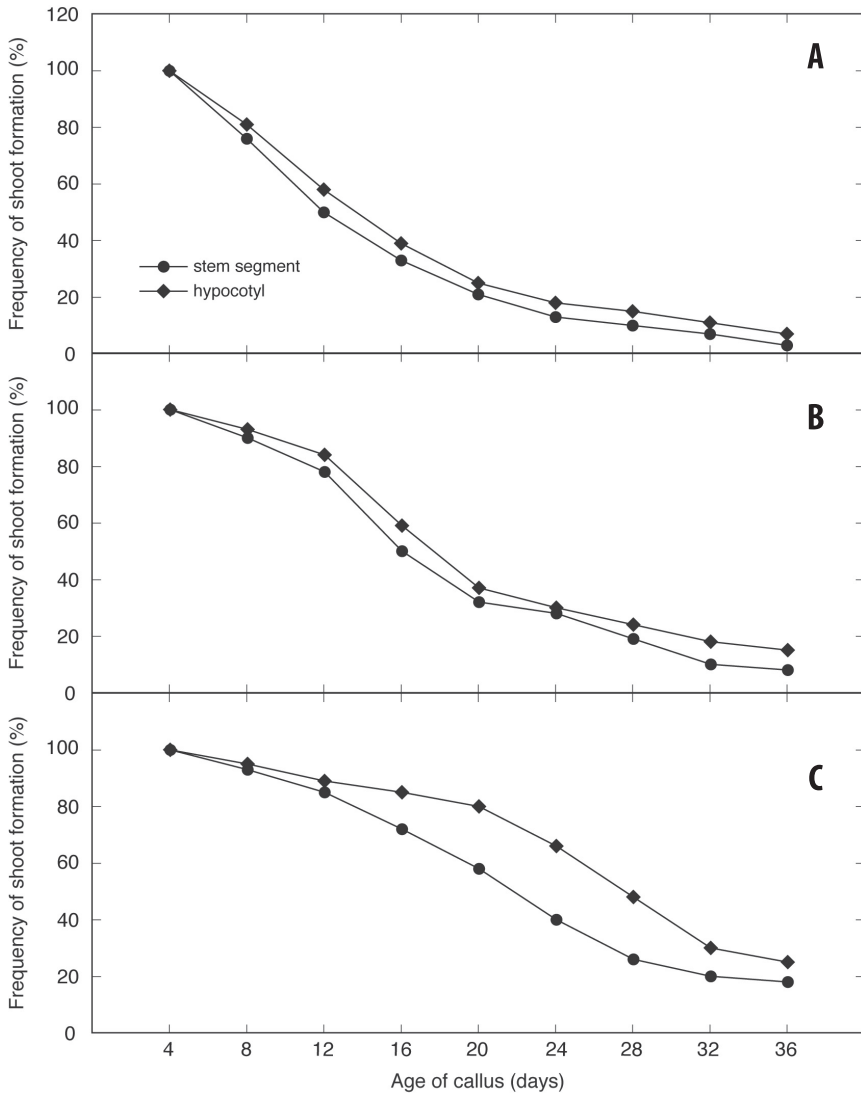 120
100
80
60
40
20
0
Frequency of shoot formation (%)
A
stem segment
hypocotyl
100
80
60
40
20
0
Frequency of shoot formation (%)
B
100
80
60
40
20
0
Frequency of shoot formation (%)
C
4 8 12 16 20 24 28 32 36
Age of callus (days)